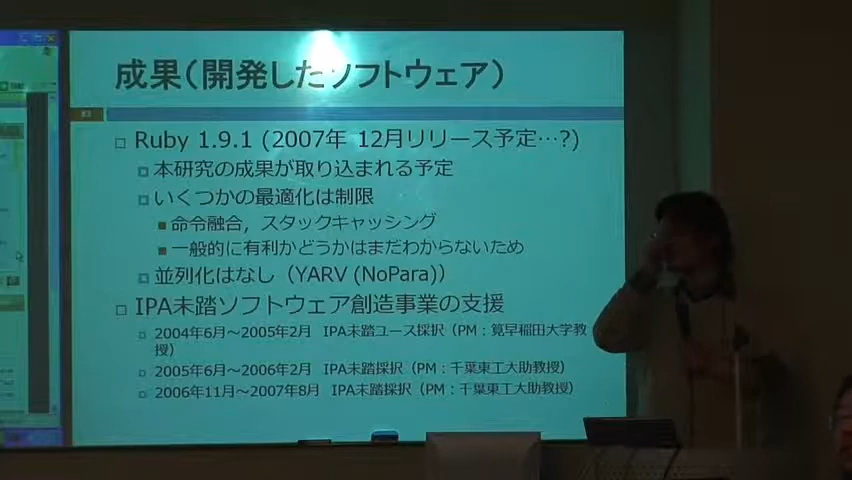 成果(開発したソフトウェア)
83
Ruby 1.9.1 (2007年 12月リリース予定…?)
本研究の成果が取り込まれる予定
いくつかの最適化は制限
命令融合，スタックキャッシング
一般的に有利かどうかはまだわからないため
並列化はなし（YARV (NoPara)）
IPA未踏ソフトウェア創造事業の支援
2004年6月～2005年2月 IPA未踏ユース採択（PM：筧早稲田大学教
授）
2005年6月～2006年2月 IPA未踏採択（PM：千葉東工大助教授）
2006年11月～2007年8月 IPA未踏採択（PM：千葉東工大助教授）